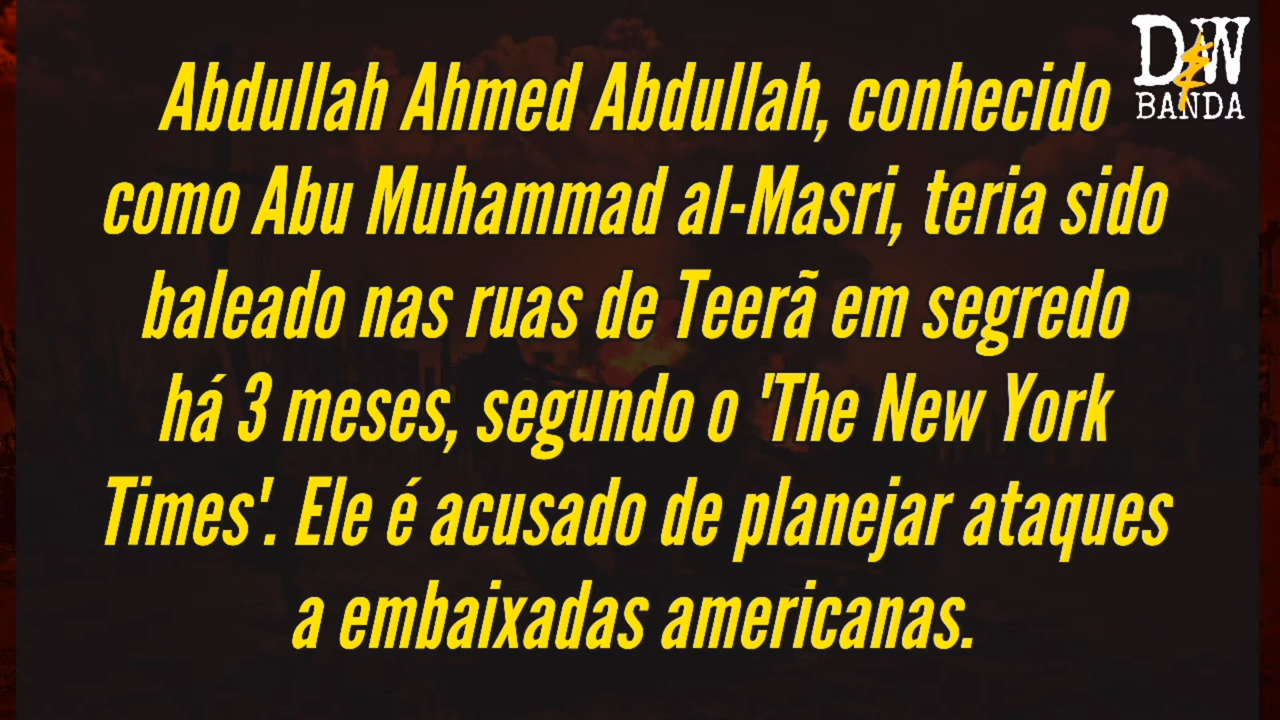 D&W
BANDA
Abdullah Ahmed Abdullah, conhecido
como Abu Muhammad al-Masri, teria sido
baleado nas ruas de Teerã em segredo
há 3 meses, segundo o 'The New York
Times'. Ele é acusado de planejar ataques
a embaixadas americanas.